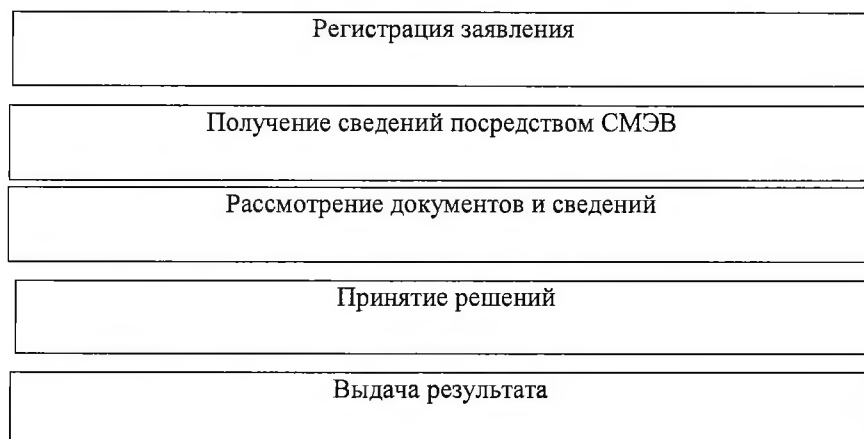 Регистрация заявления
Получение сведений посредством СМЭВ
Рассмотрение документов и сведений
Принятие решений
Выдача результата